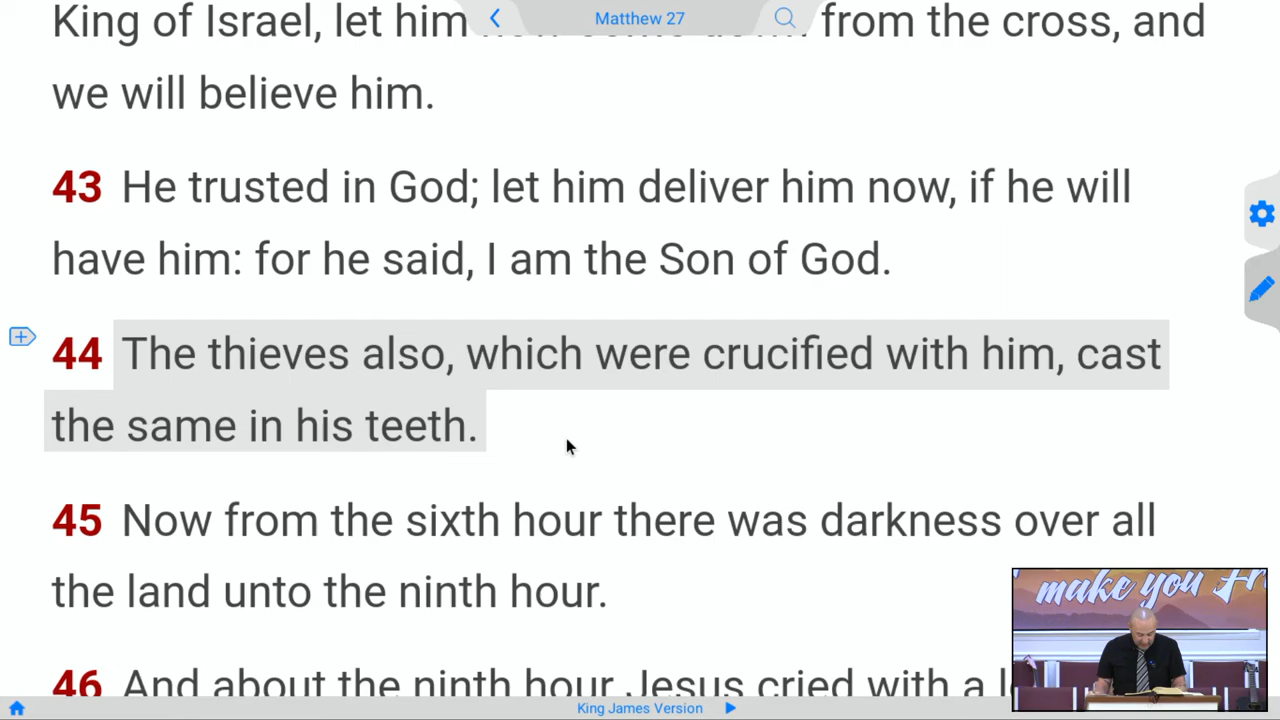 Matthew 27
King of Israel, let him from the cross, and
we will believe him.
43 He trusted in God; let him deliver him now, if he will
have him: for he said, I am the Son of God.
44 The thieves also, which were crucified with him, cast
the same in his teeth.
45 Now from the sixth hour there was darkness over all
the land unto the ninth hour.
46 And about the ninth hour Jesus cried with a
make you
King James Version